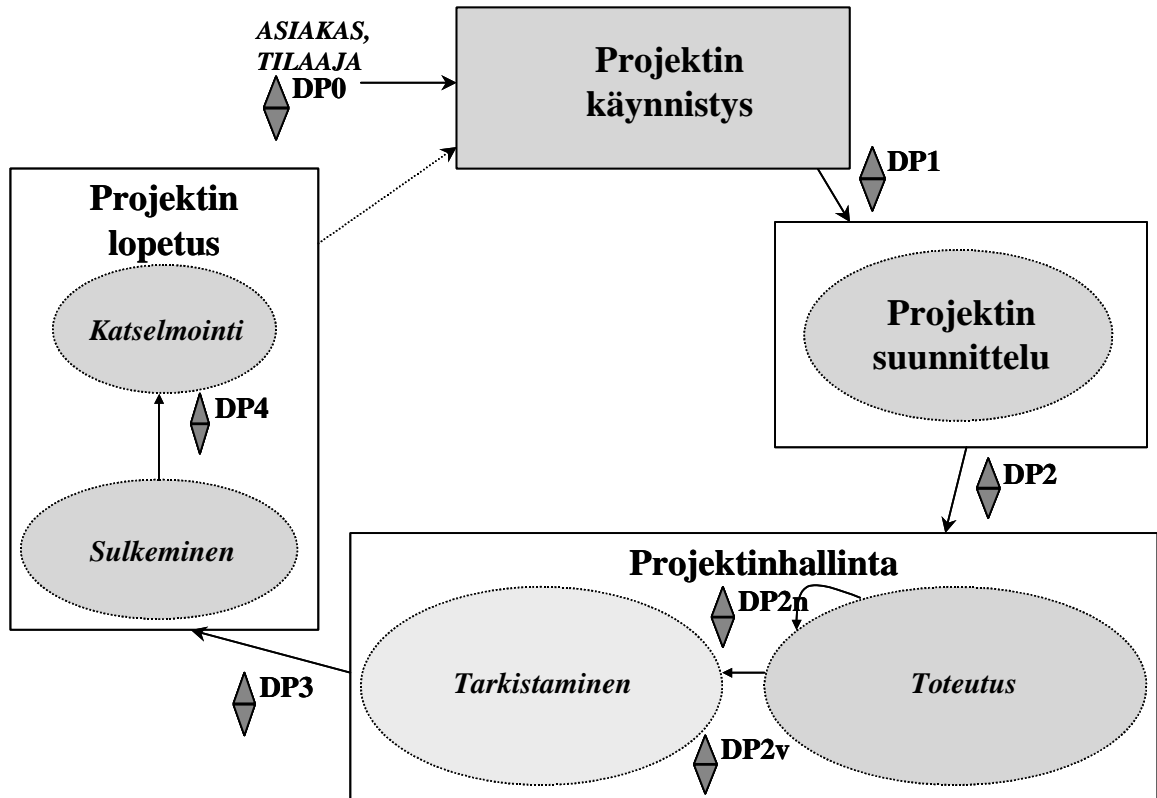 ASIAKAS,
TILAAJA
DP0
Projektin
käynnistys
DP1
Projektin
suunnittelu
DP2
Projektinhallinta
DP2n
Toteutus
Tarkistaminen
DP2v
DP3
Projektin
lopetus
Katselmointi
DP4
Sulkeminen